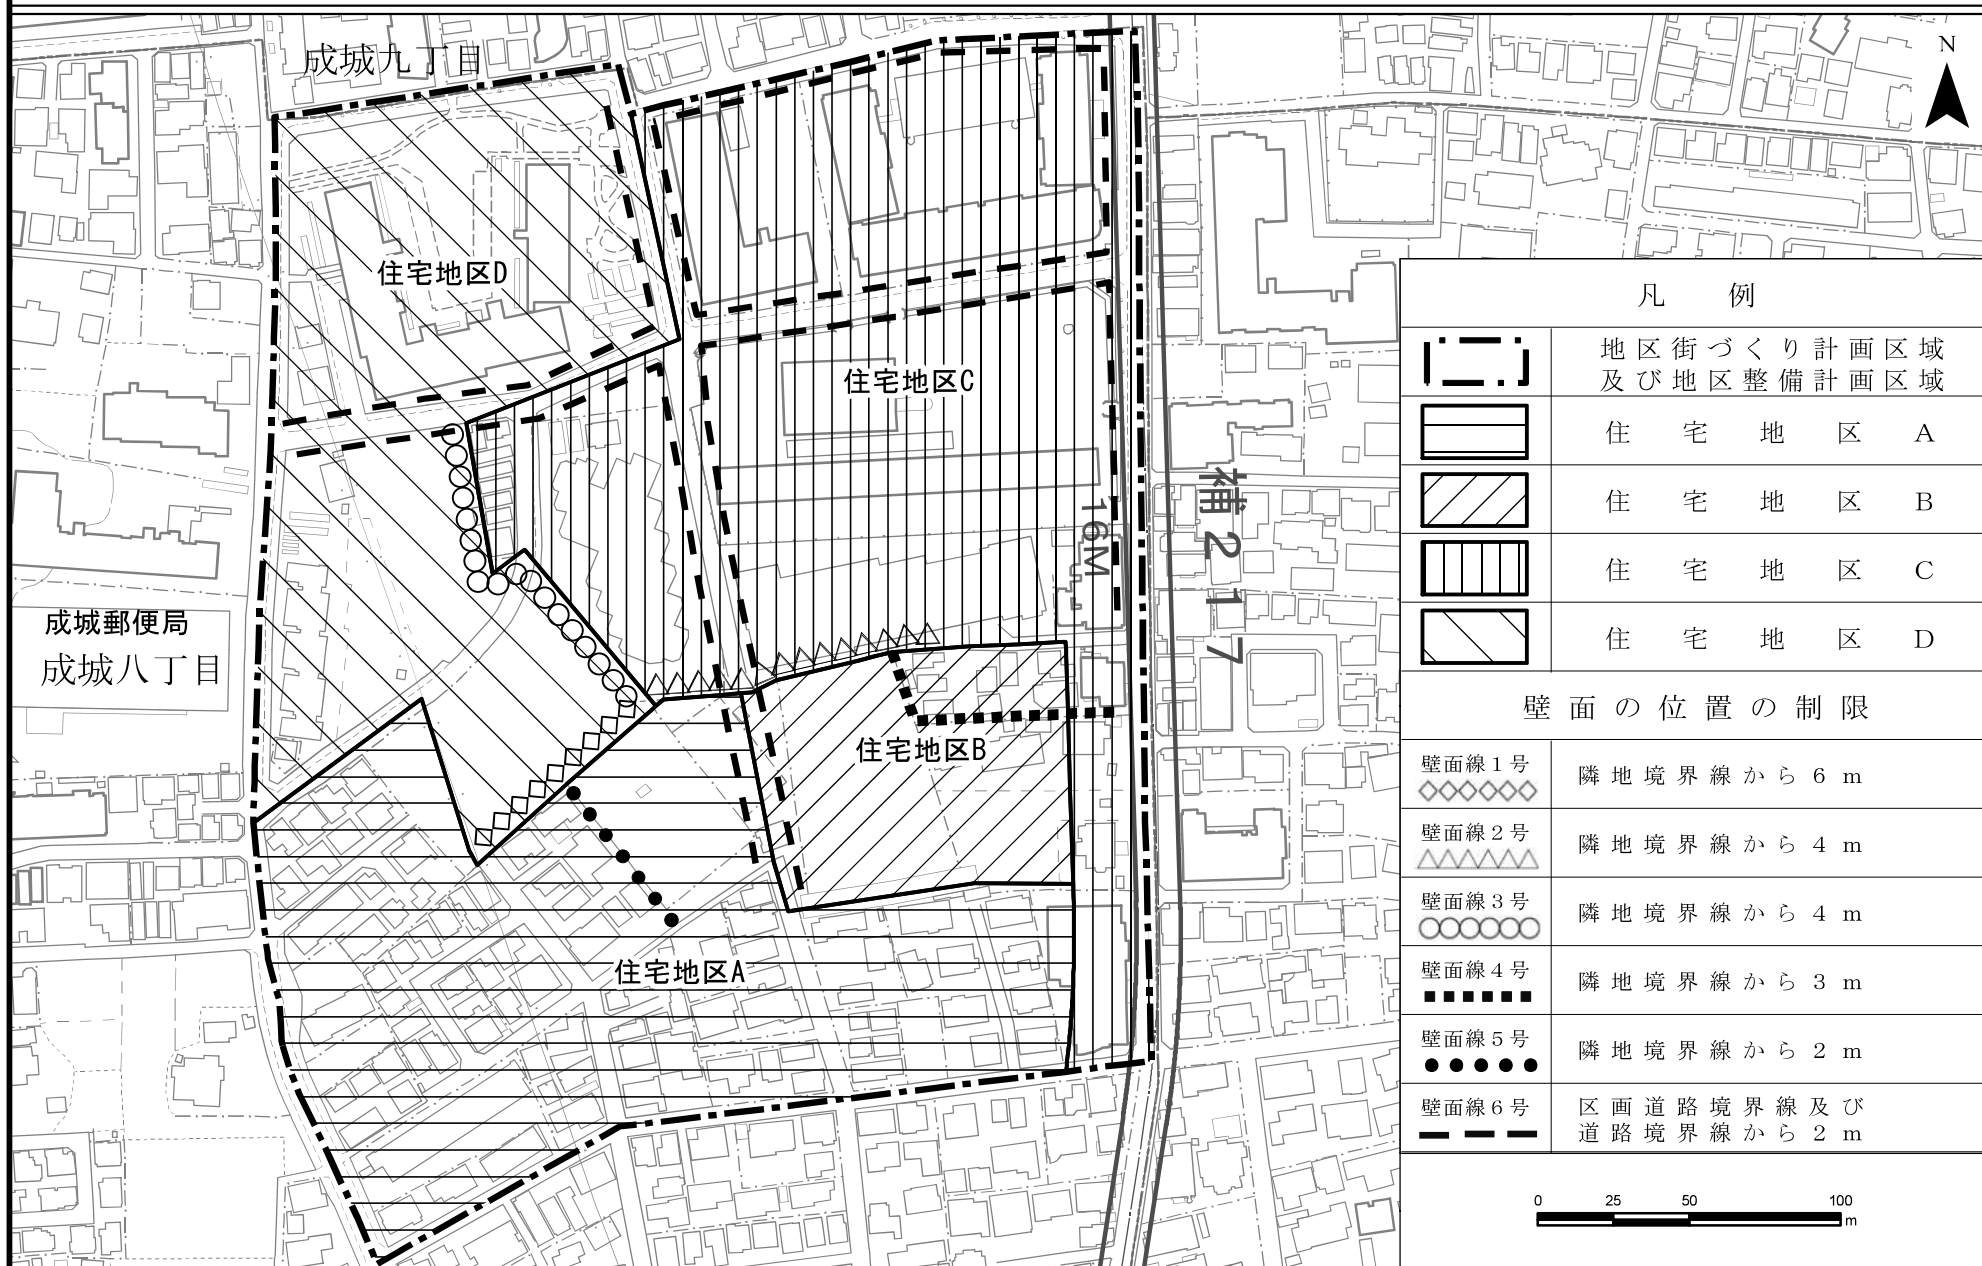 成城九丁目
N
住宅地区D
住宅地区C
16M
補217
成城郵便局
成城八丁目
住宅地区B
住宅地区A
凡 例
地区街づくり計画区域
及び地区整備計画区域
住宅地区A
住宅地区B
住宅地区C
住宅地区D
壁面の位置の制限
壁面線1号 隣地境界線から6m
壁面線2号 隣地境界線から4m
壁面線3号 隣地境界線から4m
壁面線4号 隣地境界線から3m
壁面線5号 隣地境界線から2m
壁面線6号 区画道路境界線及び
道路境界線から2m
0 25 50 100
m